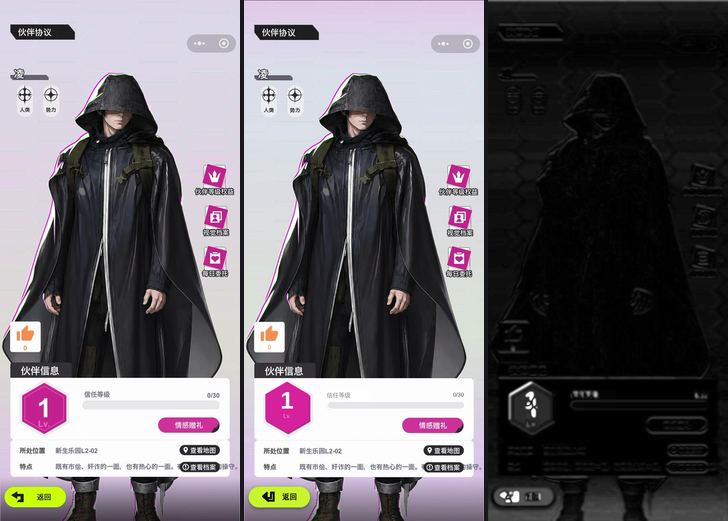 伙伴协议
凌
人类
势力
伙伴等级权益
视觉档案
每日委托
0
伙伴信息
1
Lv.
信任等级
0/30
情感赠礼
所处位置
新生乐园L2-02
查看地图
特点
既有市侩、奸诈的一面，也有热心的一面。
查看档案
的操守。
返回
伙伴协议
凌
人类
势力
伙伴等级权益
视觉档案
每日委托
0
伙伴信息
1
Lv.
信任等级
0/30
情感赠礼
所处位置
新生乐园L2-02
查看地图
特点
既有市侩、奸诈的一面，也有热心的一面。
查看档案
的操守。
返回